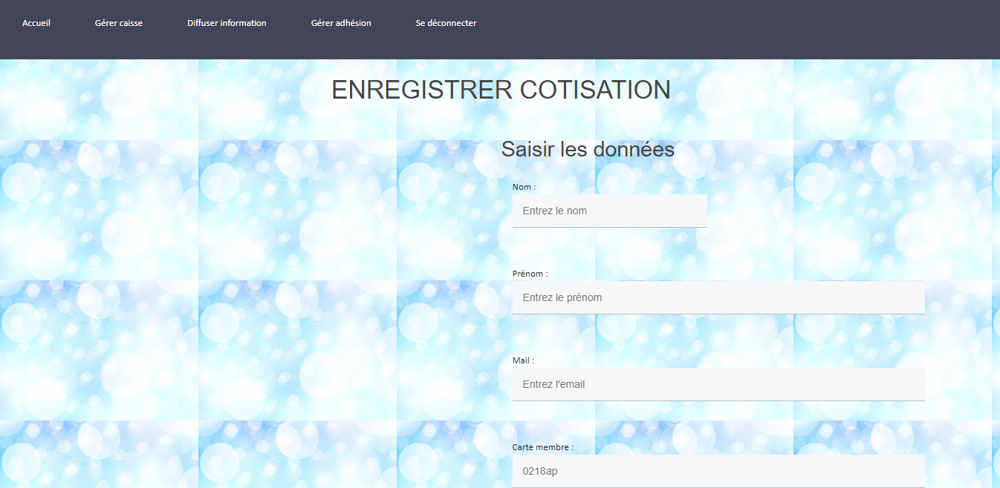 Accueil Gérer caisse Diffuser information Gérer adhésion Se déconnecter
ENREGISTRER COTISATION
Saisir les données
Nom :
Entrez le nom
Prénom :
Entrez le prénom
Mail :
Entrez l'email
Carte membre :
0218ap